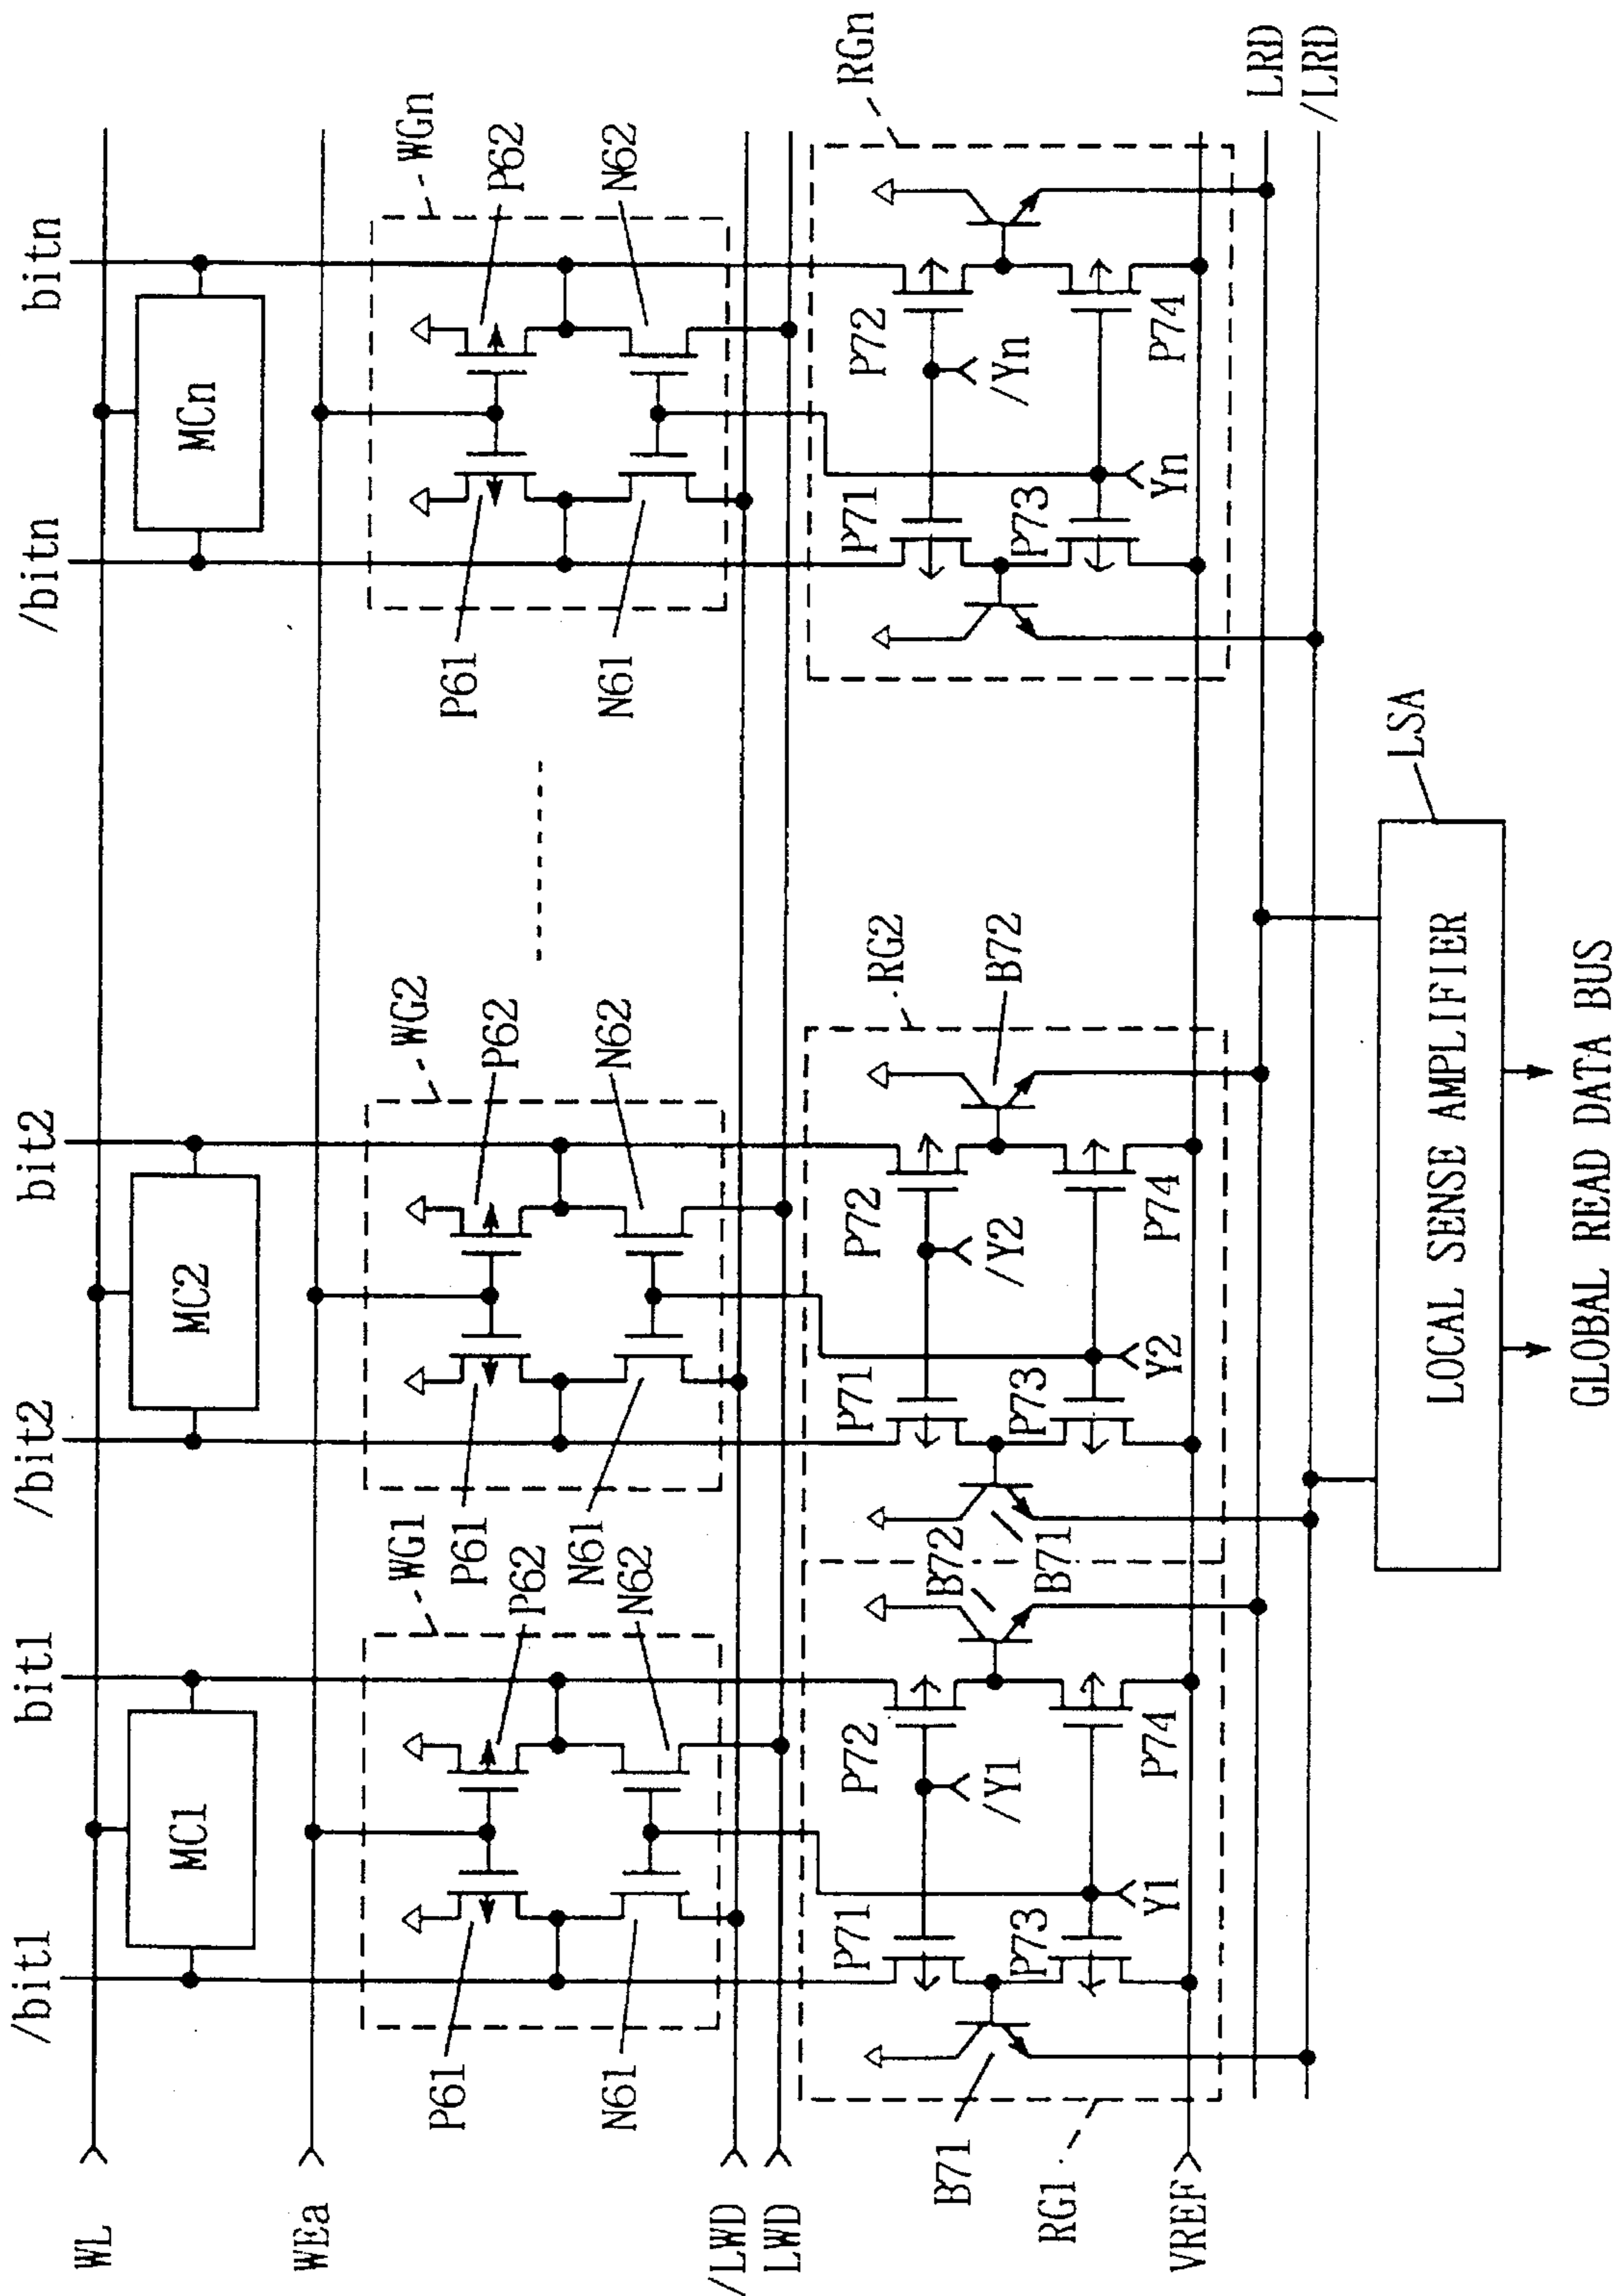 /bit1 bit1 /bit2 bit2 /bitn bitn
WL
MC1 MC2 MCn
WEa
WG1 WG2 WGn
P61 P62 P61 P62 P61 P62
N61 N62 N61 N62 N61 N62
/LWD
LWD
RG2 RGn
P71 P72 P71 P72 P71 P72
/Y1 /Y2 /Yn
B71 B72 B71 B72
P73 P74 P73 P74 P73 P74
Y1 Y2 Yn
RG1
VREF
LRD
/LRD
LSA
LOCAL SENSE AMPLIFIER
GLOBAL READ DATA BUS